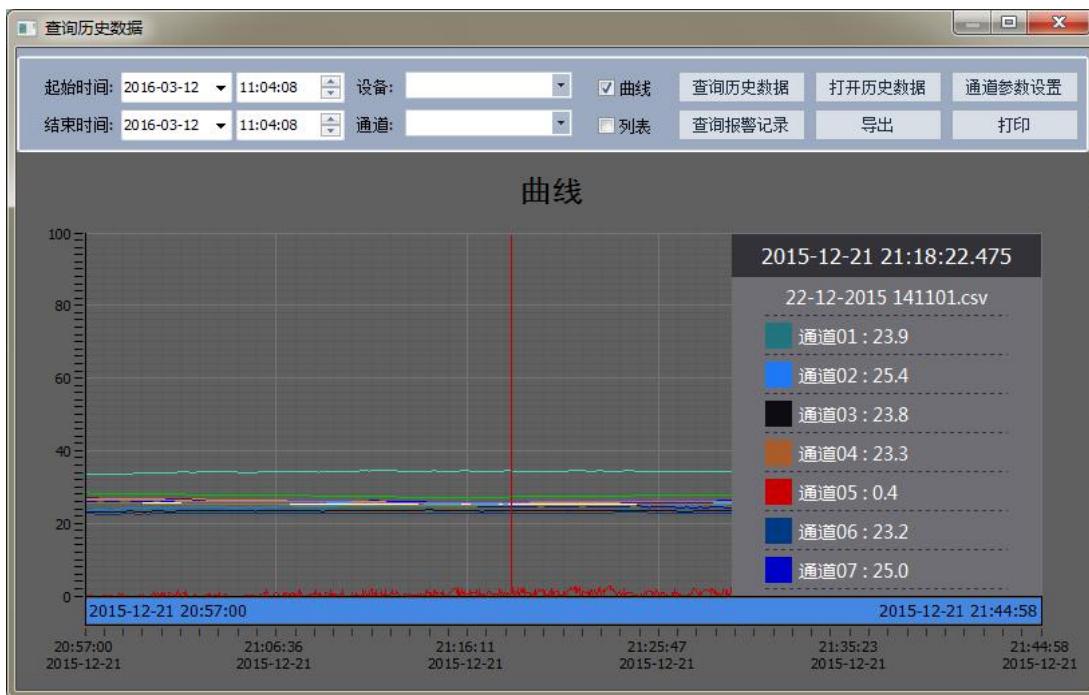 查询历史数据
起始时间: 2016-03-12 11:04:08 设备: 曲线 查询历史数据 打开历史数据 通道参数设置
结束时间: 2016-03-12 11:04:08 通道: 列表 查询报警记录 导出 打印
曲线
100
80
60
40
20
0
2015-12-21 21:18:22.475
22-12-2015 141101.csv
通道01 : 23.9
通道02 : 25.4
通道03 : 23.8
通道04 : 23.3
通道05 : 0.4
通道06 : 23.2
通道07 : 25.0
2015-12-21 20:57:00 2015-12-21 21:44:58
20:57:00 21:06:36 21:16:11 21:25:47 21:35:23 21:44:58
2015-12-21 2015-12-21 2015-12-21 2015-12-21 2015-12-21 2015-12-21